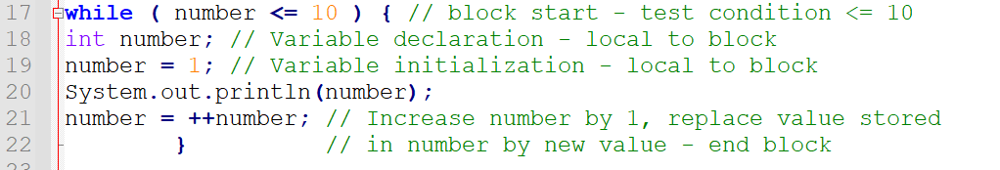 17 while ( number <= 10 ) { // block start - test condition <= 10
18 int number; // Variable declaration - local to block
19 number = 1; // Variable initialization - local to block
20 System.out.println(number);
21 number = ++number; // Increase number by 1, replace value stored
22 } // in number by new value - end block